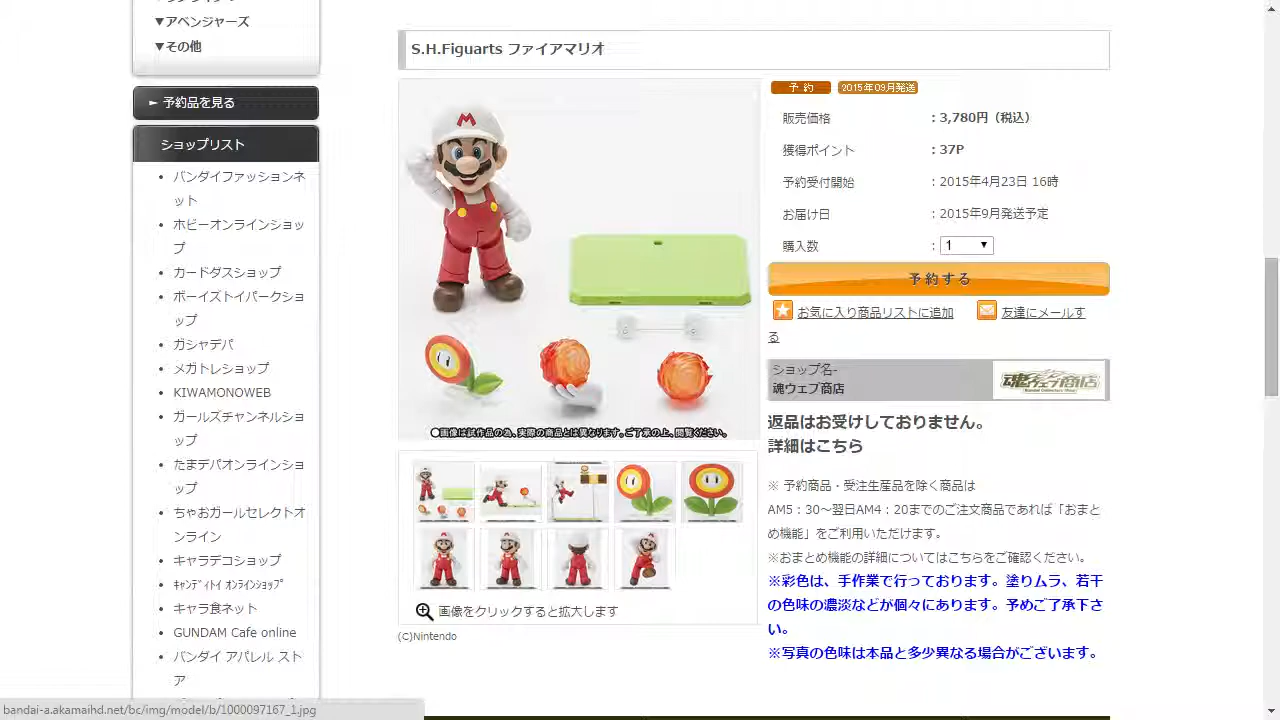 ▼アベンジャーズ
▼その他
► 予約品を見る
ショップリスト
• バンダイファッションネ
ット
• ホビーオンラインショッ
プ
• カードダスショップ
• ボーイズトイパークショ
ップ
• ガシャデパ
• メガトレショップ
• KIWAMONOWEB
• ガールズチャンネルショ
ップ
• たまデパオンラインショ
ップ
• ちゃおガールセレクトオ
ンライン
• キャラデコショップ
• ｷｬﾝﾃﾞｨﾄｲ ｵﾝﾗｲﾝｼｮｯﾌﾟ
• キャラ食ネット
• GUNDAM Cafe online
• バンダイ アパレル スト
ア
S.H.Figuarts ファイアマリオ
M
●画像は試作品の為、実際の商品とは異なります。ご了承の上、閲覧ください。
画像をクリックすると拡大します
(C)Nintendo
予 約 2015年09月発送
販売価格 : 3,780円（税込）
獲得ポイント : 37P
予約受付開始 : 2015年4月23日 16時
お届け日 : 2015年9月発送予定
購入数 : 1 ▼
予約する
お気に入り商品リストに追加 友達にメールす
る
ショップ名-
魂ウェブ商店
魂ウェブ商店
返品はお受けしておりません。
詳細はこちら
※ 予約商品・受注生産品を除く商品は
AM5：30～翌日AM4：20までのご注文商品であれば「おまと
め機能」をご利用いただけます。
※おまとめ機能の詳細についてはこちらをご確認ください。
※彩色は、手作業で行っております。塗りムラ、若干
の色味の濃淡などが個々にあります。予めご了承下さ
い。
※写真の色味は本品と多少異なる場合がございます。
bandai-a.akamaihd.net/bc/img/model/b/1000097167_1.jpg